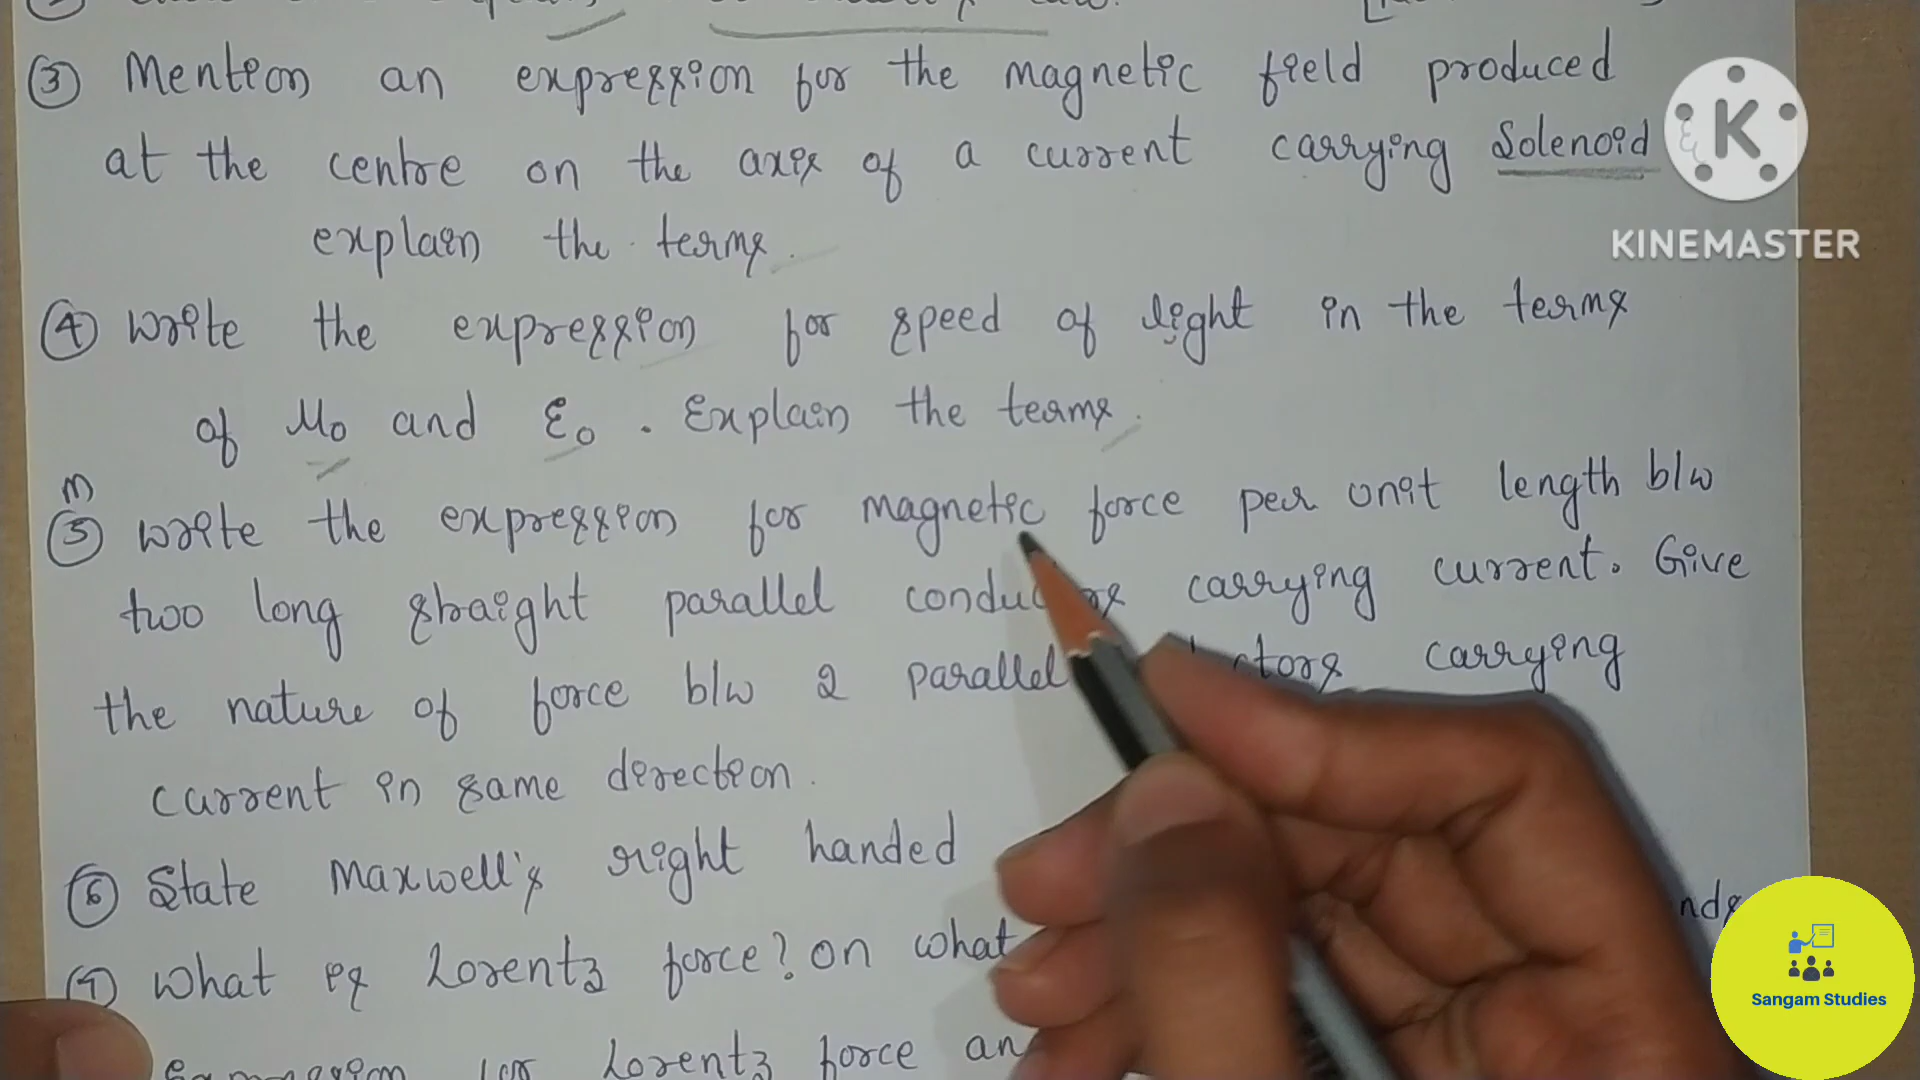 ③ Mention an expression for the magnetic field produced
at the centre on the axis of a current carrying Solenoid
explain the terms.
④ Write the expression for speed of light in the terms
of μ₀ and ε₀. Explain the terms.
m
⑤ Write the expression for magnetic force per unit length b/w
two long straight parallel conductors carrying current. Give
the nature of force b/w 2 parallel carrying
current in same direction.
⑥ State Maxwell's right handed
⑦ What is Lorentz force? on what
Lorentz force an
K
KINEMASTER
Sangam Studies